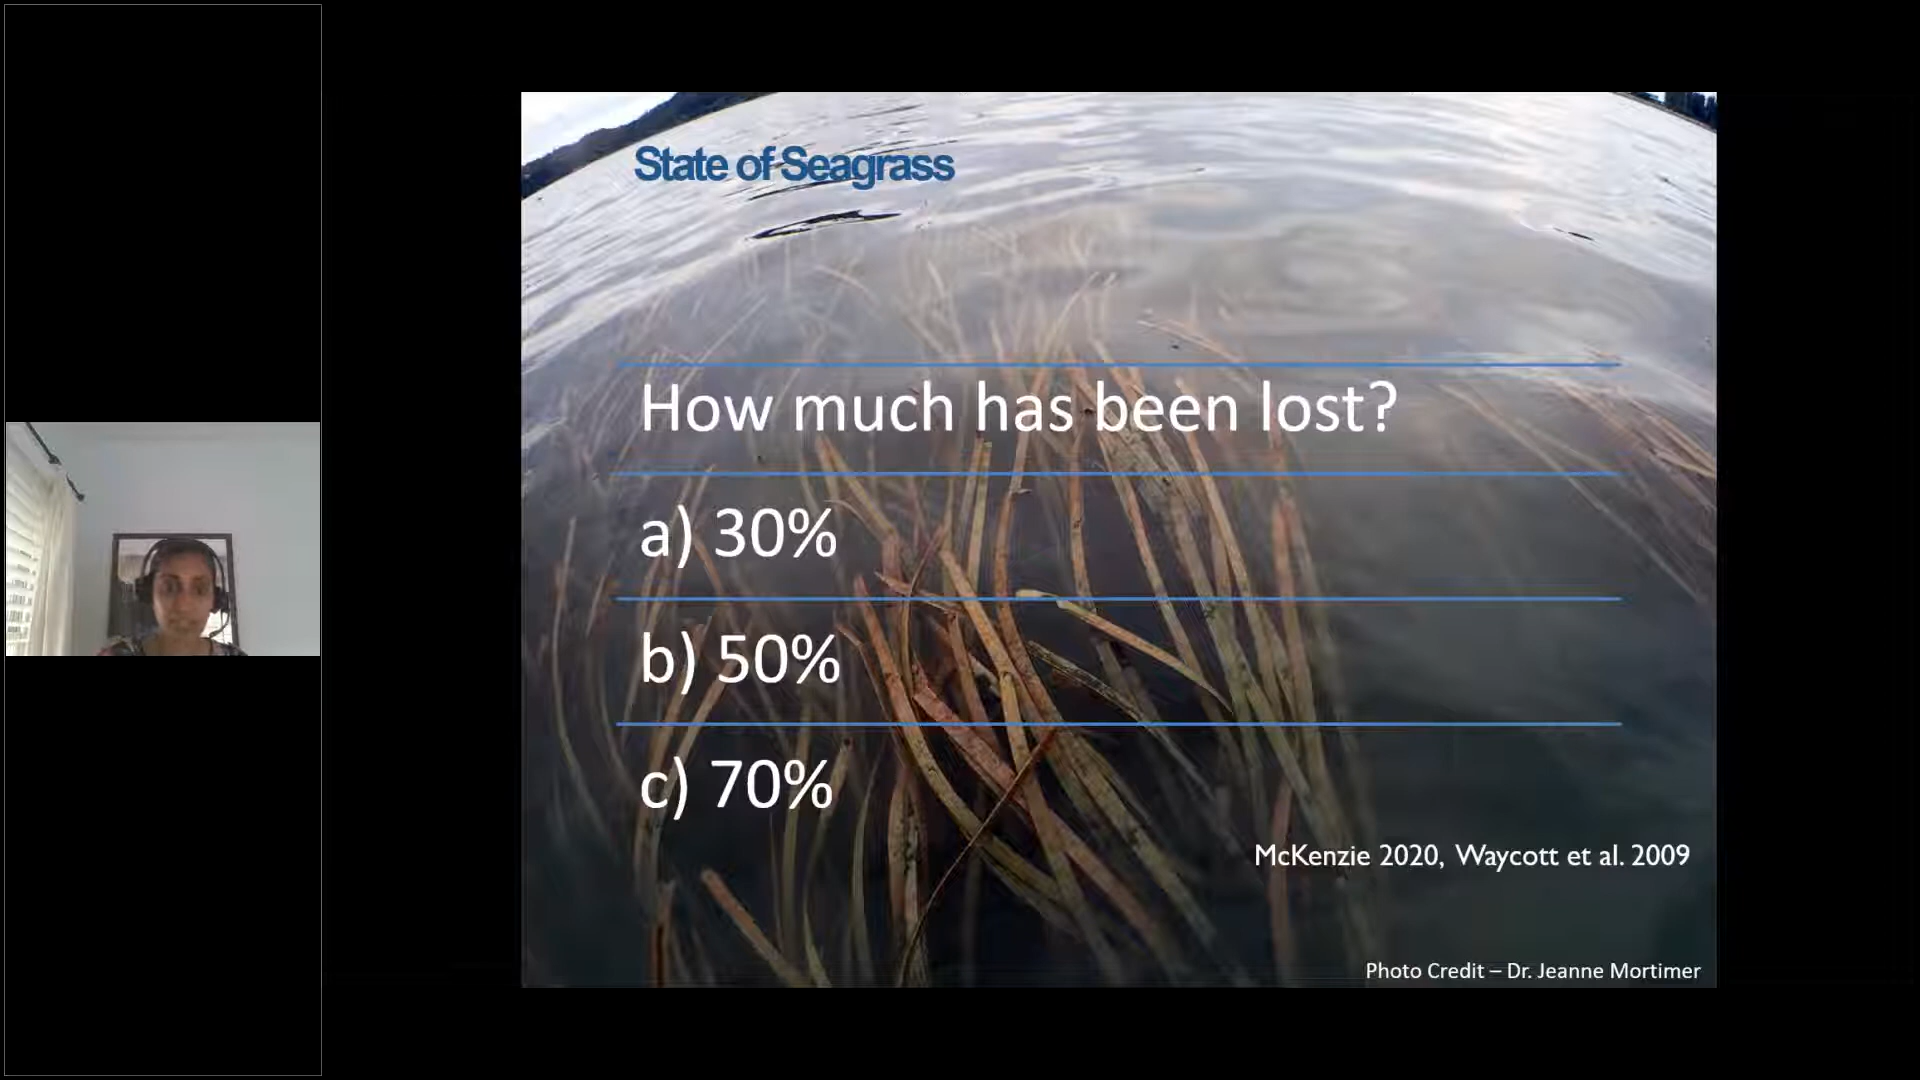 State of Seagrass
How much has been lost?
a) 30%
b) 50%
c) 70%
McKenzie 2020, Waycott et al. 2009
Photo Credit – Dr. Jeanne Mortimer